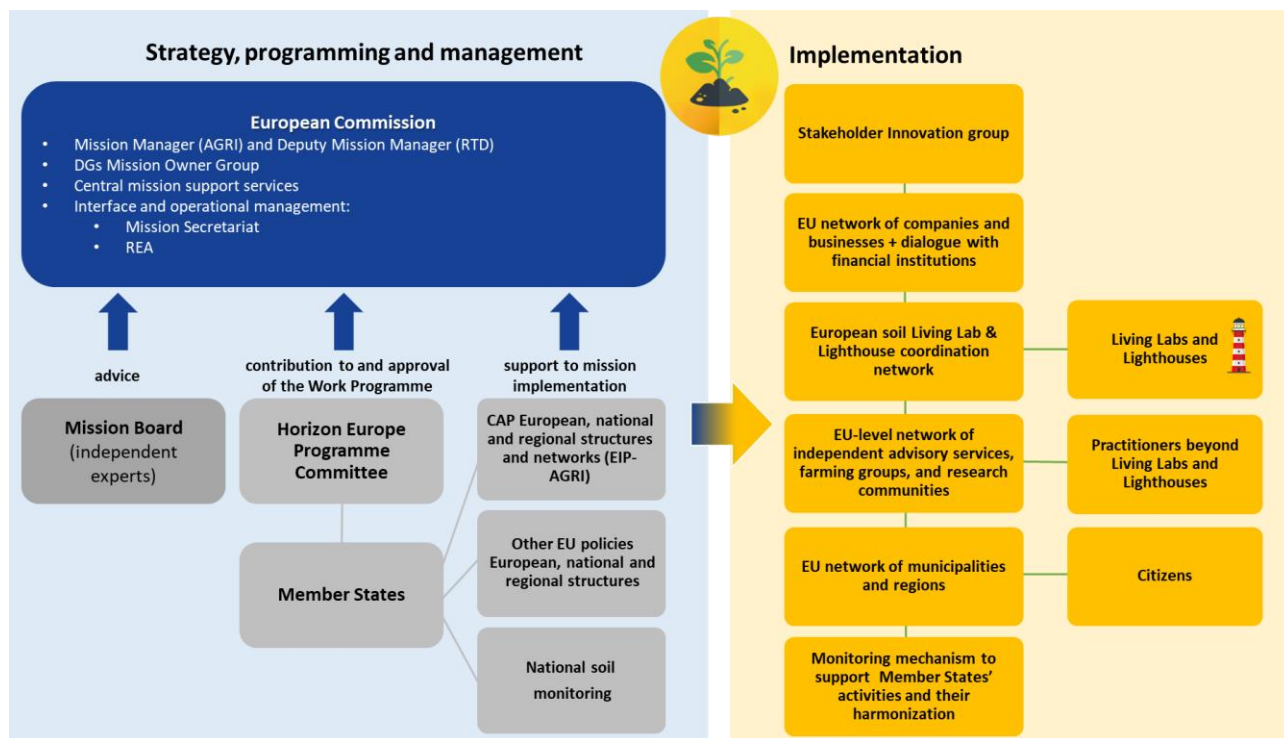 Strategy, programming and management
European Commission
• Mission Manager (AGRI) and Deputy Mission Manager (RTD)
• DGs Mission Owner Group
• Central mission support services
• Interface and operational management:
• Mission Secretariat
• REA
advice
contribution to and approval
of the Work Programme
support to mission
implementation
Mission Board
(independent
experts)
Horizon Europe
Programme
Committee
CAP European, national
and regional structures
and networks (EIP-
AGRI)
Member States
Other EU policies
European, national and
regional structures
National soil
monitoring
Implementation
Stakeholder Innovation group
EU network of companies and
businesses + dialogue with
financial institutions
European soil Living Lab &
Lighthouse coordination
network
Living Labs and
Lighthouses
EU-level network of
independent advisory services,
farming groups, and research
communities
Practitioners beyond
Living Labs and
Lighthouses
EU network of municipalities
and regions
Citizens
Monitoring mechanism to
support Member States'
activities and their
harmonization